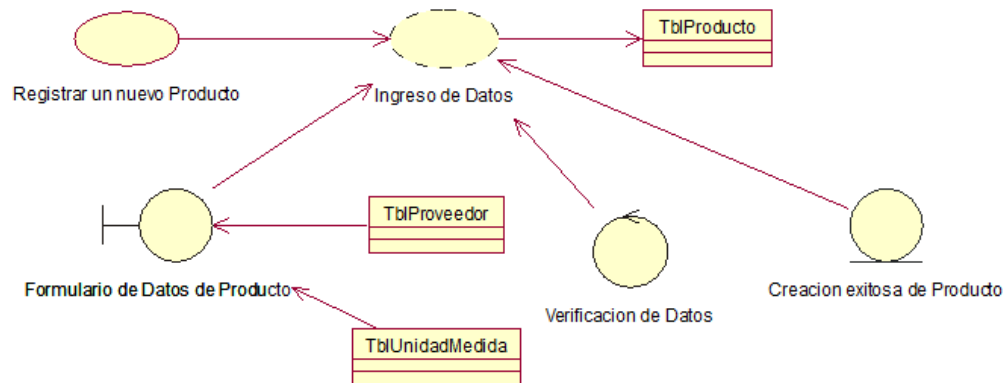 TblProducto
Registrar un nuevo Producto
Ingreso de Datos
TblProveedor
Formulario de Datos de Producto
Verificacion de Datos
Creacion exitosa de Producto
TblUnidadMedida